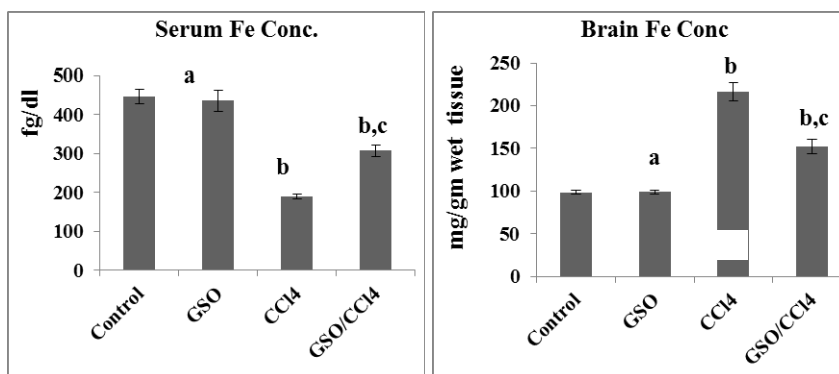 Serum Fe Conc.
fg/dl
500
400
300
200
100
0
a
b
b,c
Control
GSO
CCl4
GSO/CCl4
Brain Fe Conc
mg/gm wet tissue
250
200
150
100
50
0
a
b
b,c
Control
GSO
CCl4
GSO/CCl4